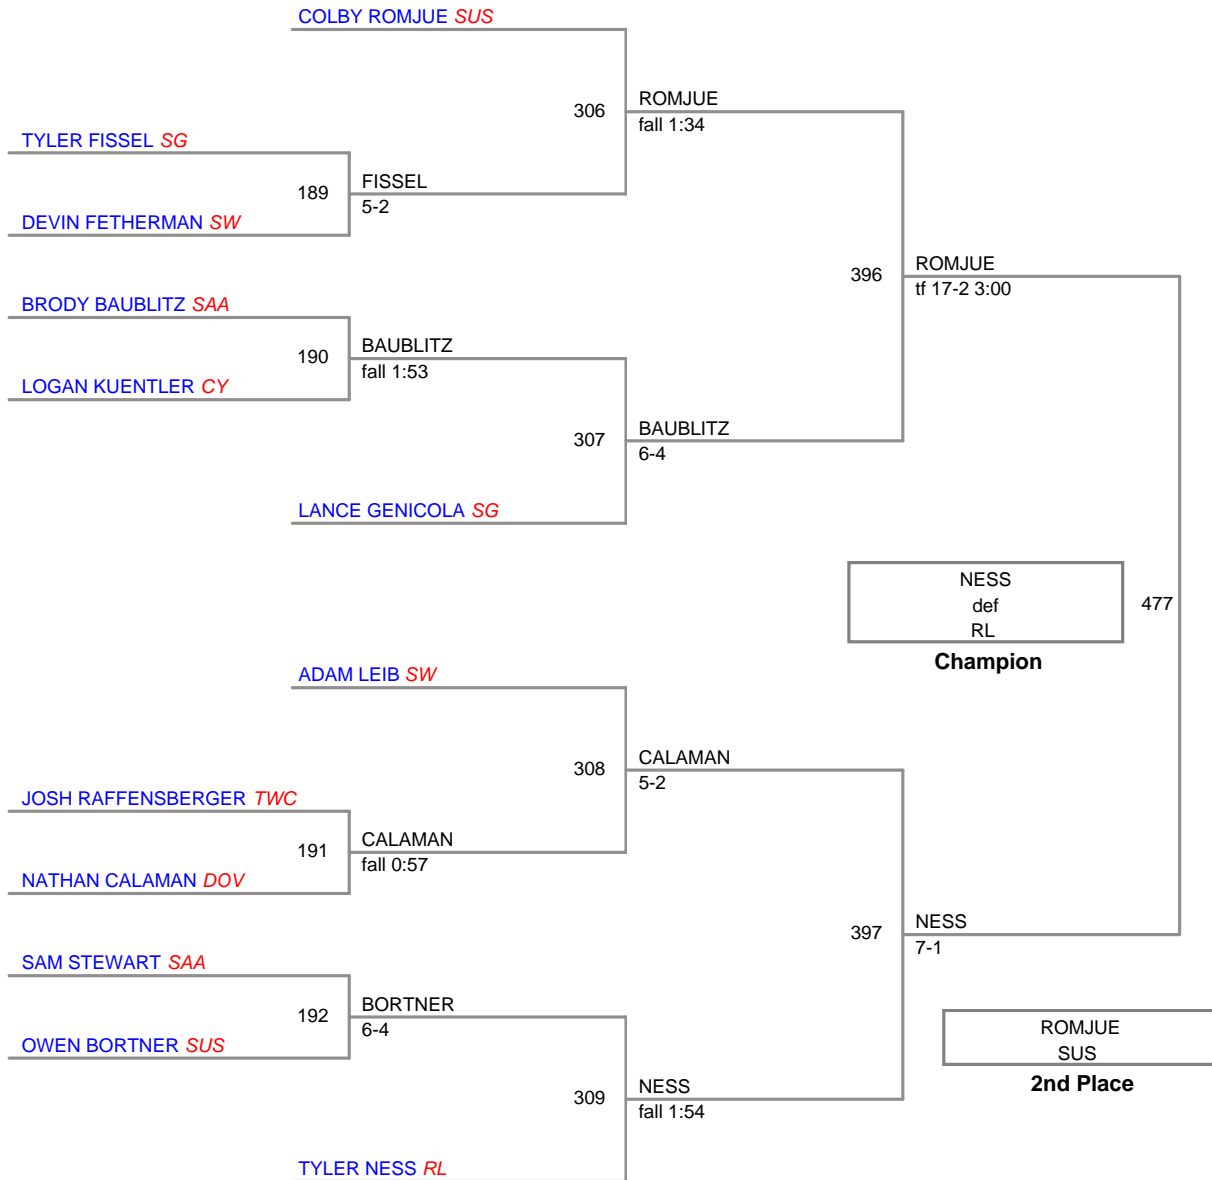 COLBY ROMJUE SUS
306
ROMJUE
fall 1:34
TYLER FISSEL SG
189
FISSEL
5-2
DEVIN FETHERMAN SW
396
ROMJUE
tf 17-2 3:00
BRODY BAUBLITZ SAA
190
BAUBLITZ
fall 1:53
LOGAN KUENTLER CY
307
BAUBLITZ
6-4
LANCE GENICOLA SG
NESS
def
RL
477
Champion
ADAM LEIB SW
308
CALAMAN
5-2
JOSH RAFFENSBERGER TWC
191
CALAMAN
fall 0:57
NATHAN CALAMAN DOV
397
NESS
7-1
SAM STEWART SAA
192
BORTNER
6-4
OWEN BORTNER SUS
ROMJUE
SUS
2nd Place
309
NESS
fall 1:54
TYLER NESS RL